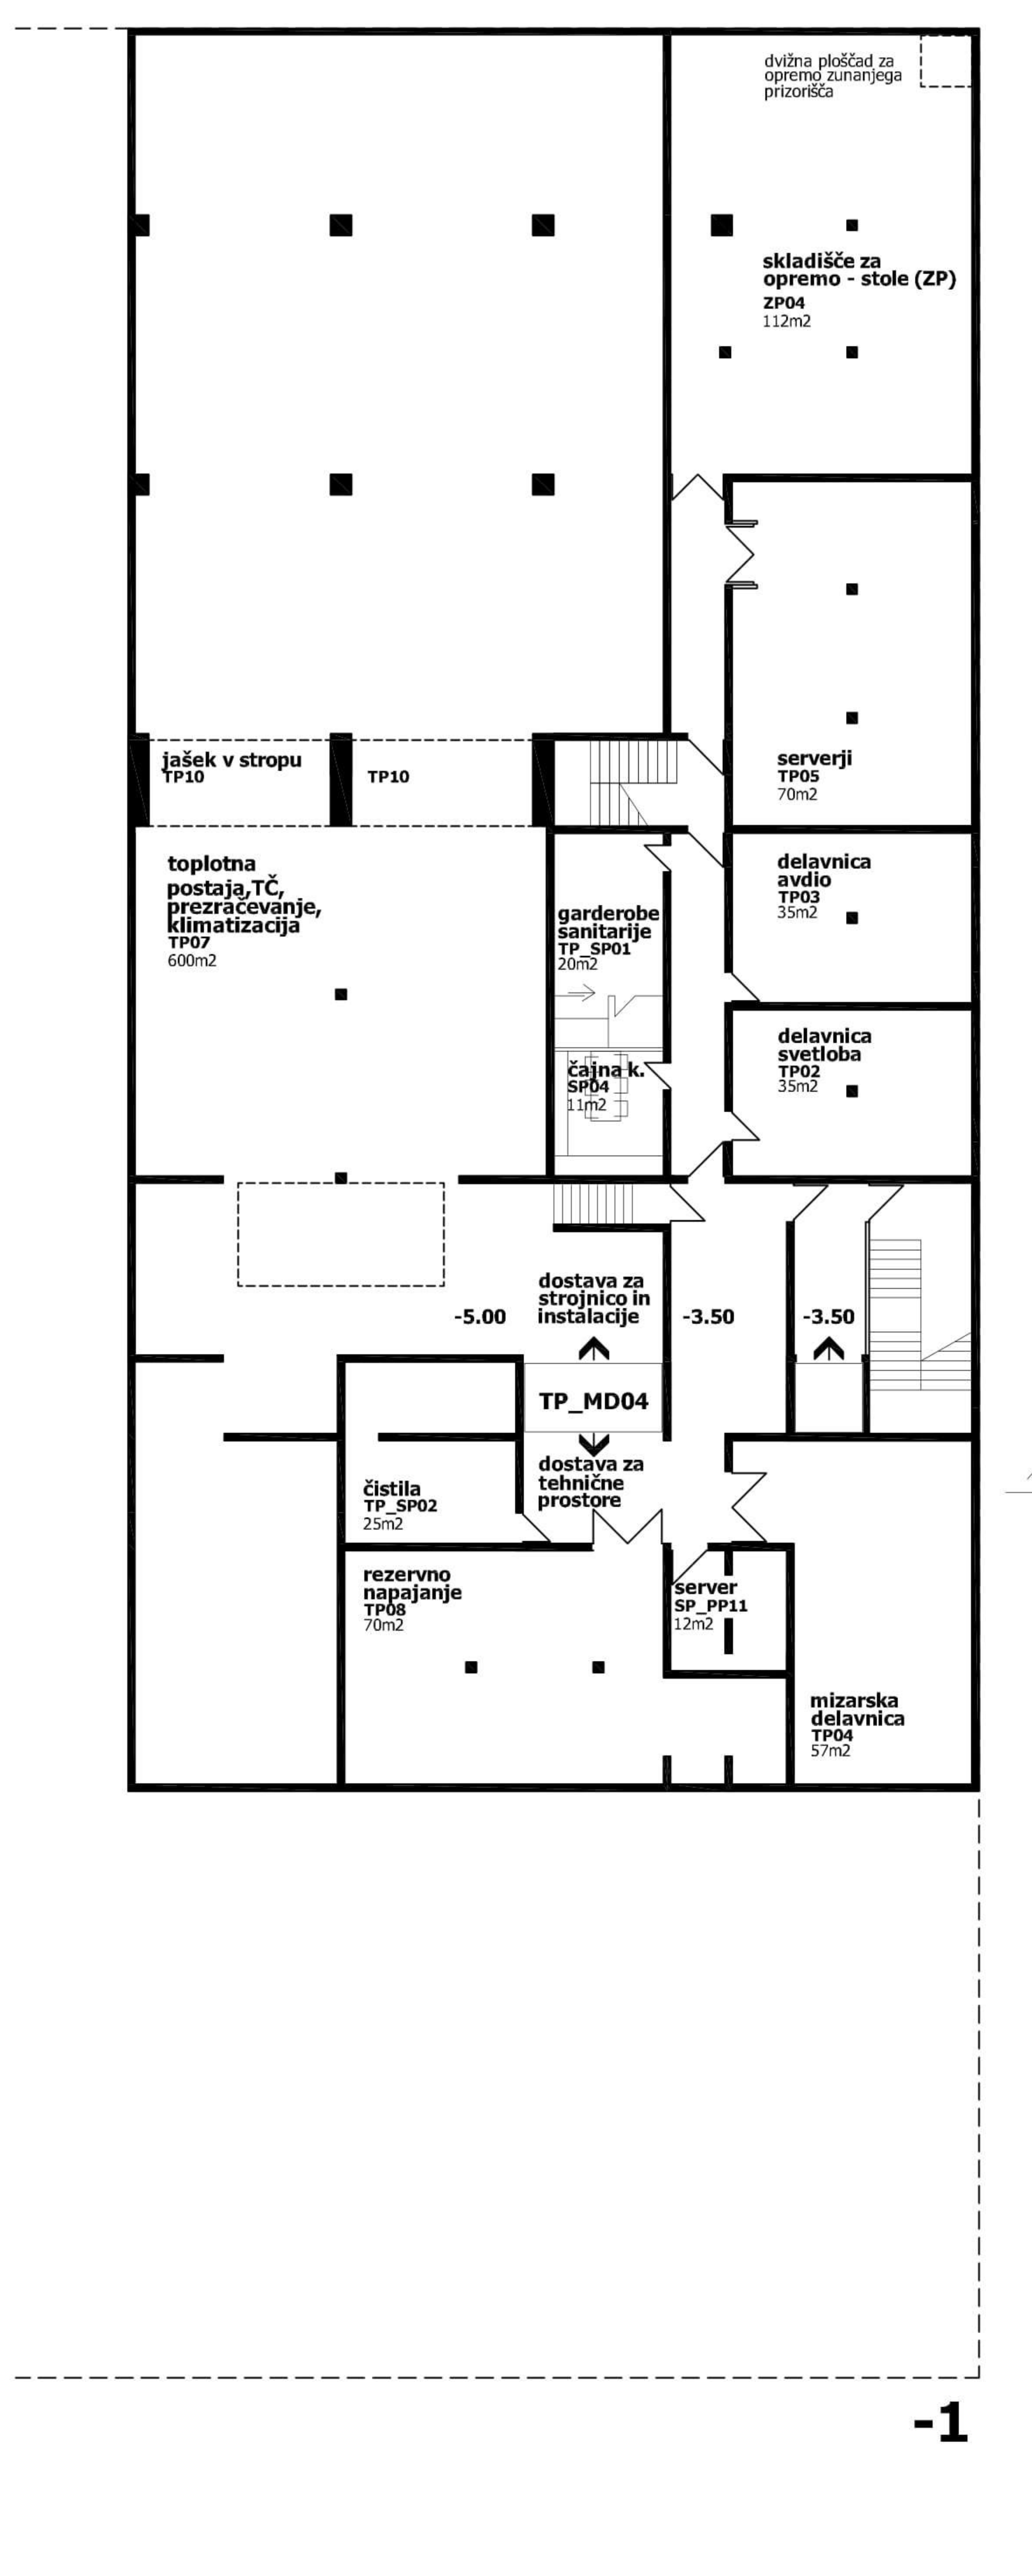 dvižna ploščad za
opremo zunanjega
prizorišča
skladišče za
opremo - stole (ZP)
ZP04
112m2
jašek v stropu
TP10
TP10
serverji
TP05
70m2
toplotna
postaja,TČ,
prezračevanje,
klimatizacija
TP07
600m2
garderobe
sanitarije
TP_SP01
20m2
delavnica
avdio
TP03
35m2
čajna k.
SP04
11m2
delavnica
svetloba
TP02
35m2
dostava za
strojnico in
instalacije
-5.00
-3.50
-3.50
TP_MD04
dostava za
tehnične
prostore
čistila
TP_SP02
25m2
rezervno
napajanje
TP08
70m2
server
SP_PP11
12m2
mizarska
delavnica
TP04
57m2
-1